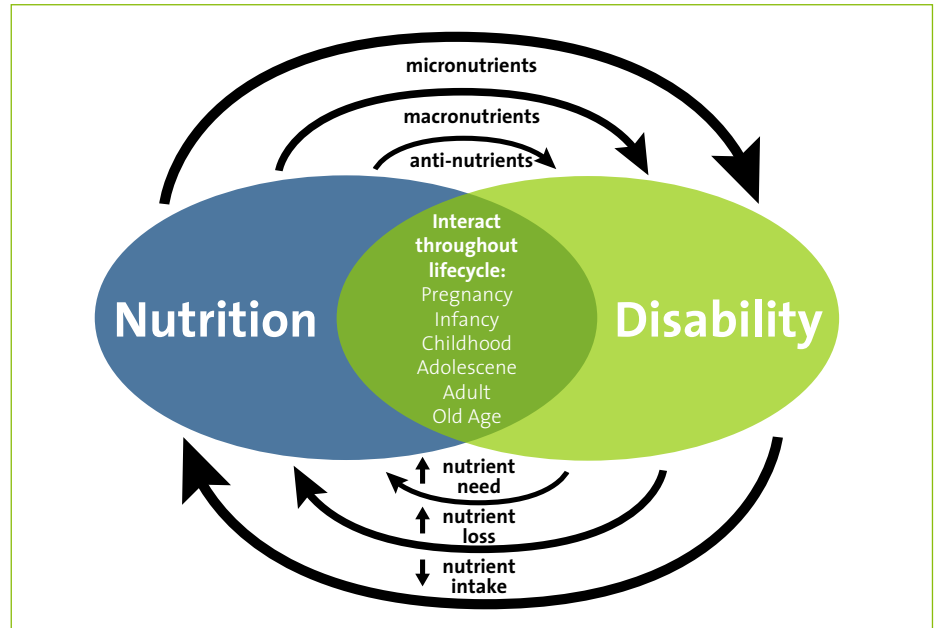 micronutrients
macronutrients
anti-nutrients
Interact
throughout
lifecycle:
Pregnancy
Infancy
Childhood
Adolescene
Adult
Old Age
Nutrition
Disability
nutrient
need
nutrient
loss
nutrient
intake